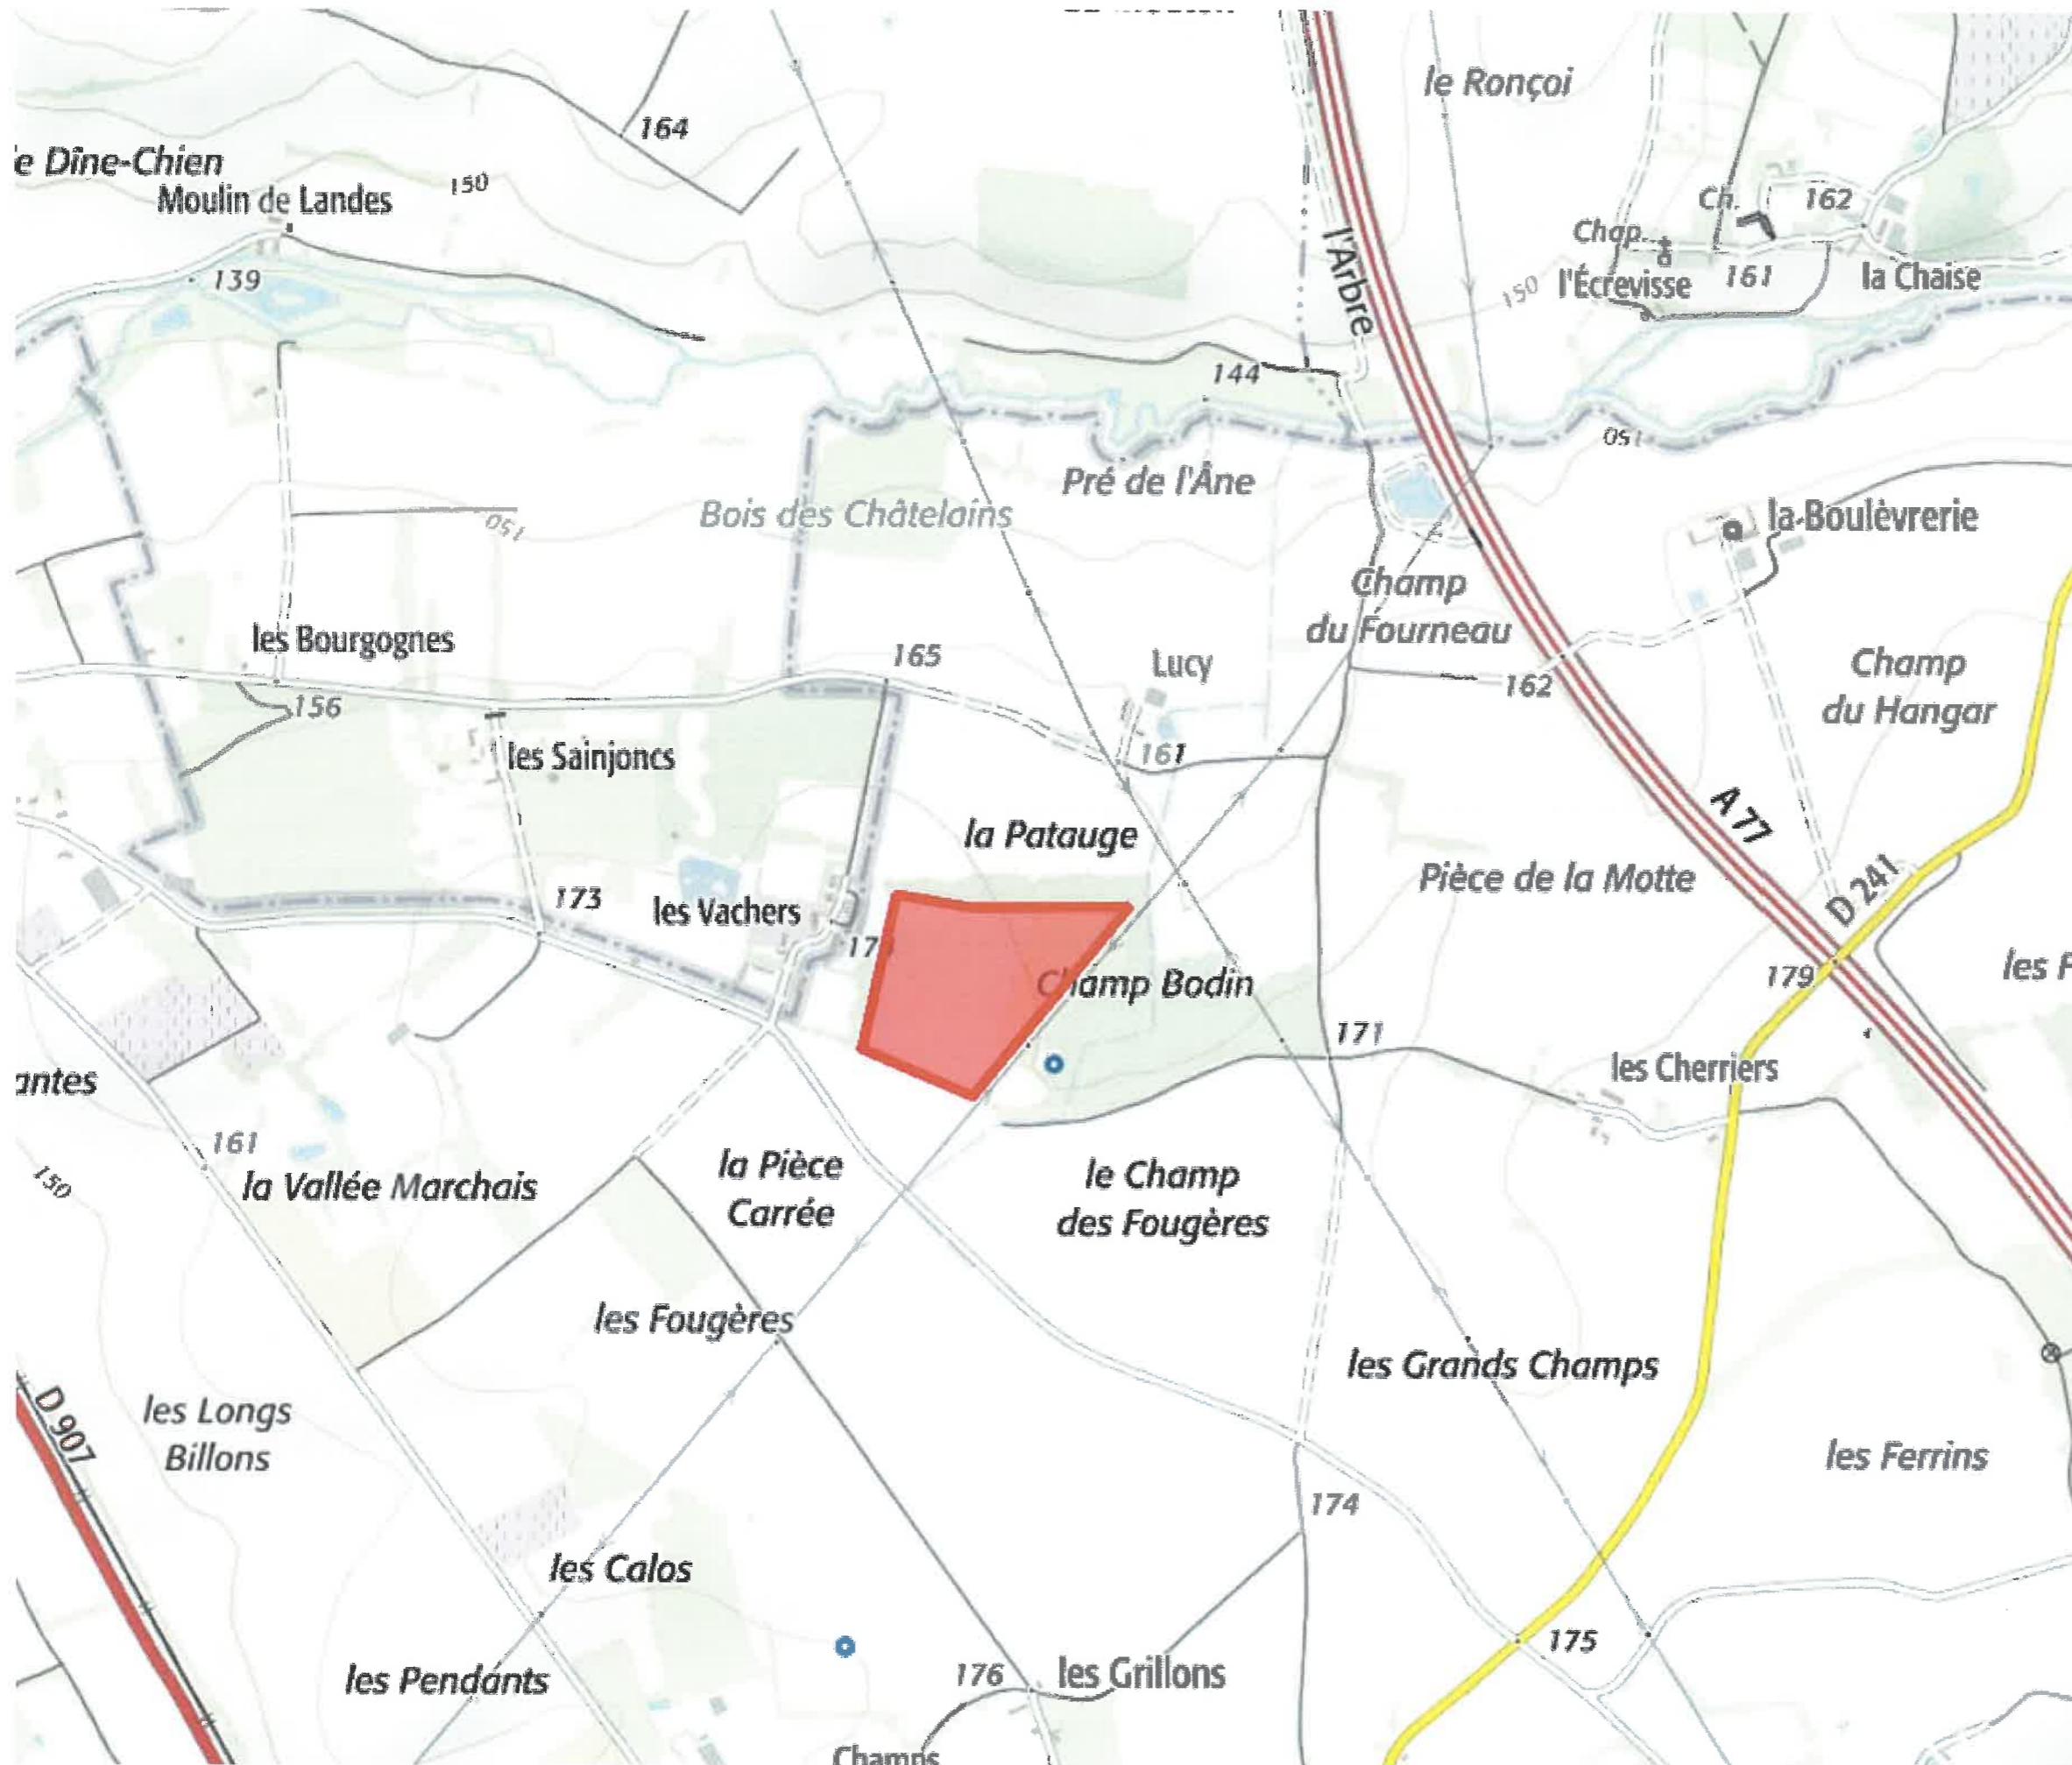 le Ronçoi
164
e Dîne-Chien
Moulin de Landes
150
Ch.
162
Chap.
l'Écrevisse
161
la Chaise
139
l'Arbre
150
144
150
Pré de l'Âne
Bois des Châtelains
150
la Boulèvrerie
Champ
du Fourneau
les Bourgognes
165
Lucy
162
Champ
du Hangar
156
les Sainjoncs
161
A 77
la Patauge
Pièce de la Motte
D 241
173
les Vachers
17
Champ Bodin
179
les F
171
les Cherriers
antes
161
150
la Vallée Marchais
la Pièce
Carrée
le Champ
des Fougères
les Fougères
les Grands Champs
D 907
les Longs
Billons
les Ferrins
174
les Calos
175
les Pendants
176
les Grillons
Champs